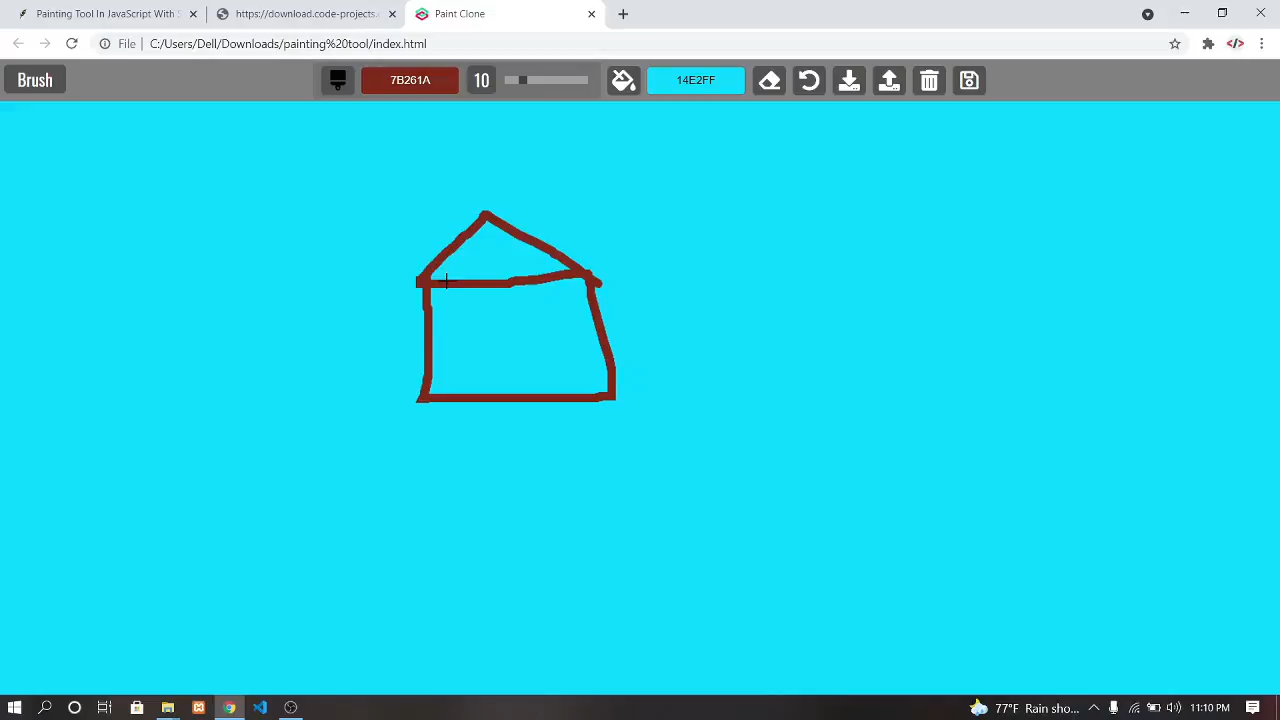 Painting Tool In JavaScript With S
https://download.code-projects.
Paint Clone
File
C:/Users/Dell/Downloads/painting%20tool/index.html
Brush
7B261A
10
14E2FF
77°F Rain sho...
11:10 PM